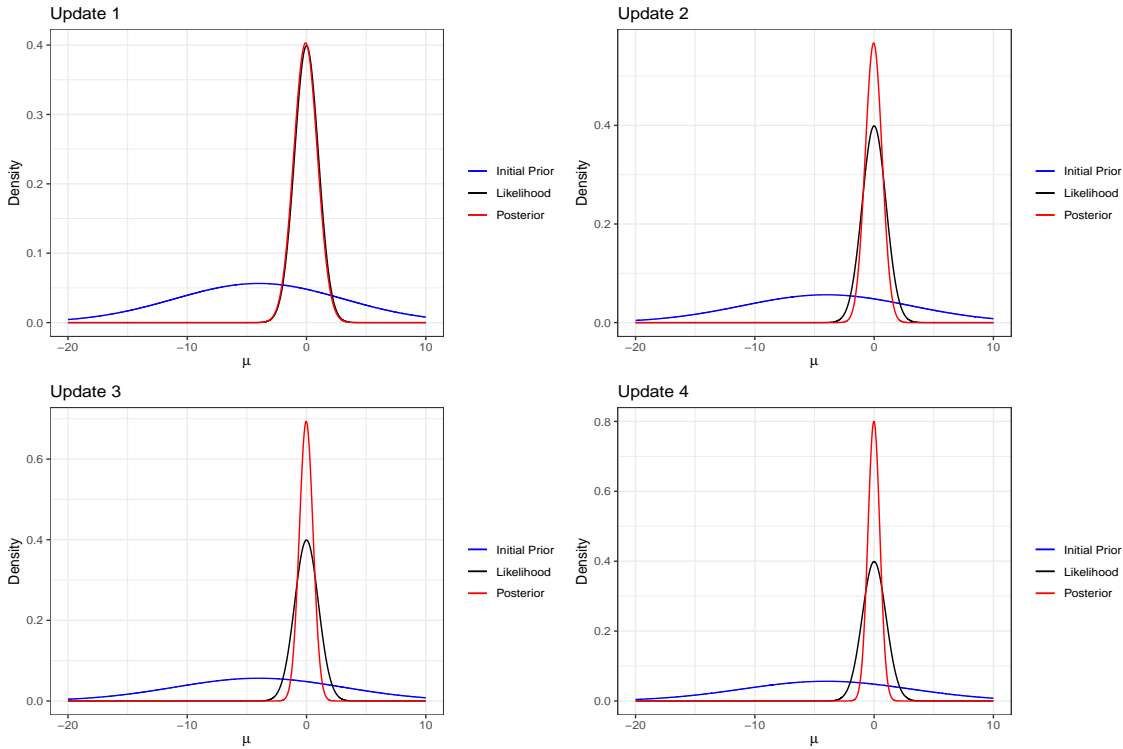 Update 1
Density
0.4
0.3
0.2
0.1
0.0
−20
−10
0
10
μ
Initial Prior
Likelihood
Posterior
Update 2
Density
0.4
0.2
0.0
−20
−10
0
10
μ
Initial Prior
Likelihood
Posterior
Update 3
Density
0.6
0.4
0.2
0.0
−20
−10
0
10
μ
Initial Prior
Likelihood
Posterior
Update 4
Density
0.8
0.6
0.4
0.2
0.0
−20
−10
0
10
μ
Initial Prior
Likelihood
Posterior